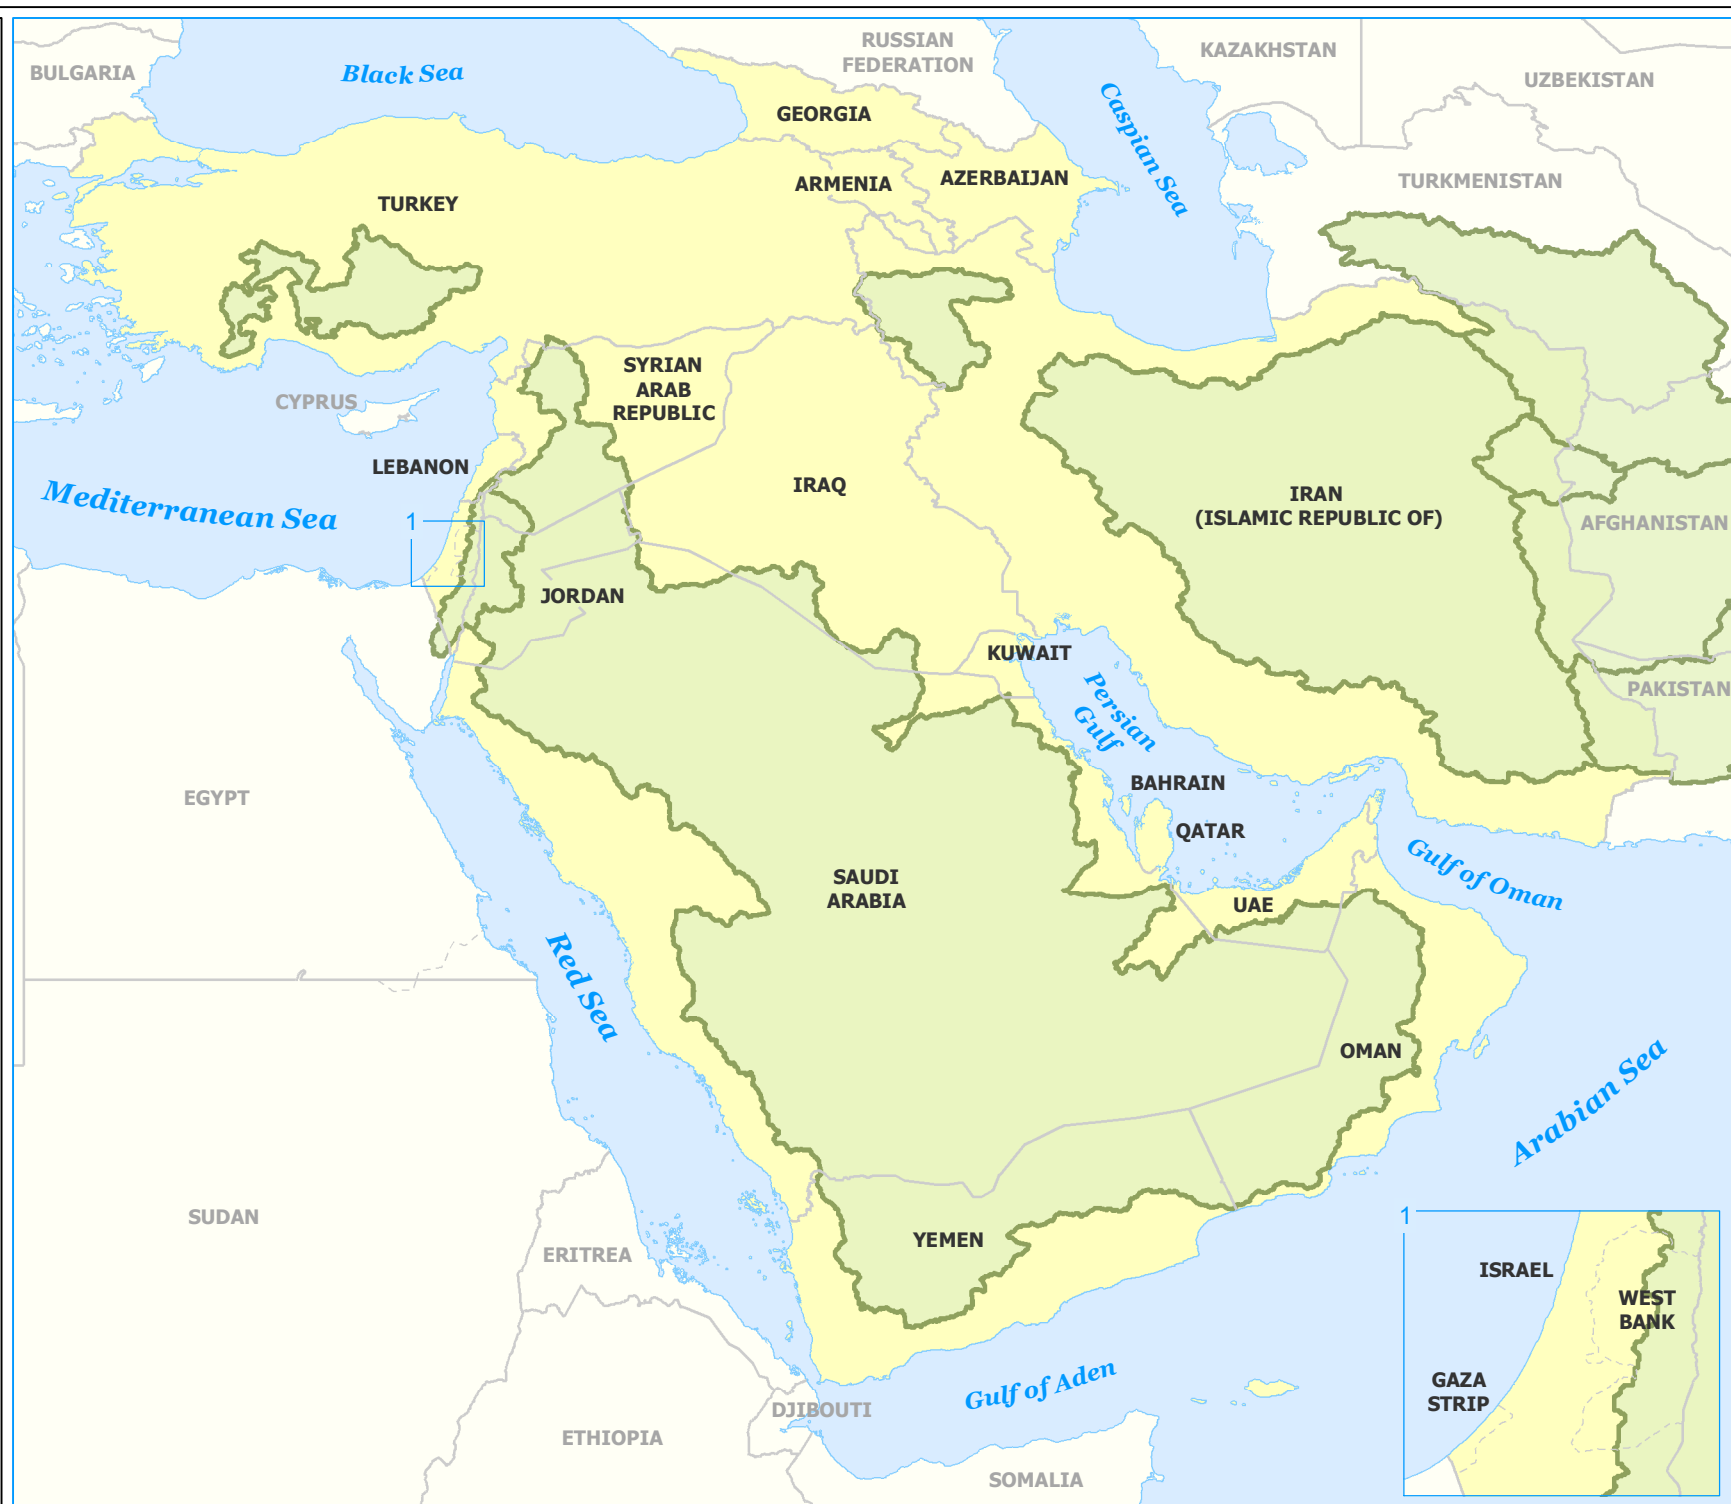 RUSSIAN
FEDERATION
KAZAKHSTAN
BULGARIA
Black Sea
UZBEKISTAN
Caspian Sea
GEORGIA
ARMENIA
AZERBAIJAN
TURKMENISTAN
TURKEY
SYRIAN
ARAB
REPUBLIC
CYPRUS
LEBANON
Mediterranean Sea
IRAQ
IRAN
(ISLAMIC REPUBLIC OF)
1
AFGHANISTAN
JORDAN
KUWAIT
Persian
Gulf
PAKISTAN
BAHRAIN
EGYPT
QATAR
Gulf of Oman
SAUDI
ARABIA
UAE
Red Sea
OMAN
Arabian Sea
SUDAN
ERITREA
YEMEN
1
ISRAEL
WEST
BANK
GAZA
STRIP
Gulf of Aden
DJIBOUTI
ETHIOPIA
SOMALIA